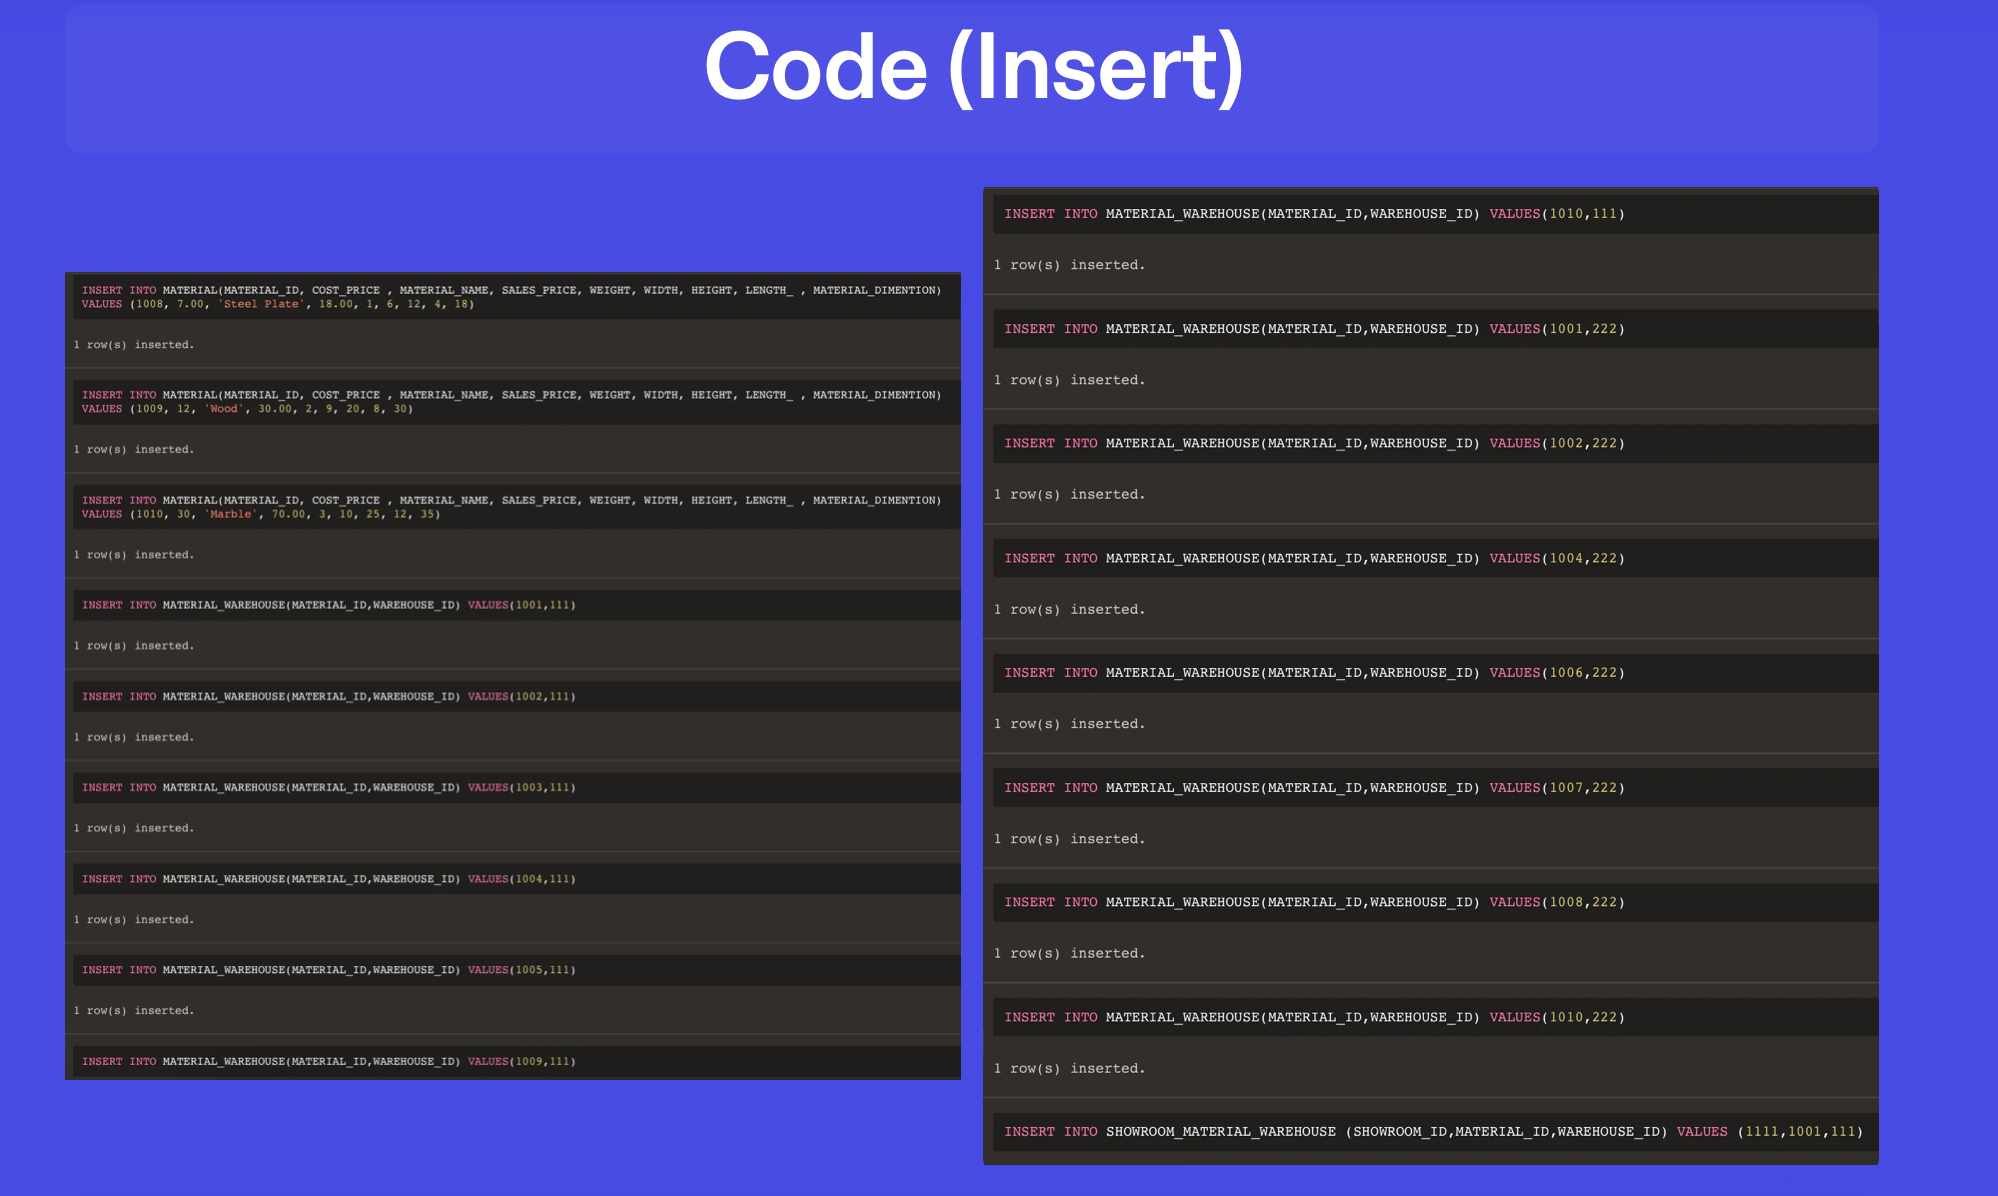 Code (Insert)
INSERT INTO MATERIAL(MATERIAL_ID, COST_PRICE , MATERIAL_NAME, SALES_PRICE, WEIGHT, WIDTH, HEIGHT, LENGTH_ , MATERIAL_DIMENTION)
VALUES (1008, 7.00, 'Steel Plate', 18.00, 1, 6, 12, 4, 18)
1 row(s) inserted.
INSERT INTO MATERIAL(MATERIAL_ID, COST_PRICE , MATERIAL_NAME, SALES_PRICE, WEIGHT, WIDTH, HEIGHT, LENGTH_ , MATERIAL_DIMENTION)
VALUES (1009, 12, 'Wood', 30.00, 2, 9, 20, 8, 30)
1 row(s) inserted.
INSERT INTO MATERIAL(MATERIAL_ID, COST_PRICE , MATERIAL_NAME, SALES_PRICE, WEIGHT, WIDTH, HEIGHT, LENGTH_ , MATERIAL_DIMENTION)
VALUES (1010, 30, 'Marble', 70.00, 3, 10, 25, 12, 35)
1 row(s) inserted.
INSERT INTO MATERIAL_WAREHOUSE(MATERIAL_ID,WAREHOUSE_ID) VALUES(1001,111)
1 row(s) inserted.
INSERT INTO MATERIAL_WAREHOUSE(MATERIAL_ID,WAREHOUSE_ID) VALUES(1002,111)
1 row(s) inserted.
INSERT INTO MATERIAL_WAREHOUSE(MATERIAL_ID,WAREHOUSE_ID) VALUES(1003,111)
1 row(s) inserted.
INSERT INTO MATERIAL_WAREHOUSE(MATERIAL_ID,WAREHOUSE_ID) VALUES(1004,111)
1 row(s) inserted.
INSERT INTO MATERIAL_WAREHOUSE(MATERIAL_ID,WAREHOUSE_ID) VALUES(1005,111)
1 row(s) inserted.
INSERT INTO MATERIAL_WAREHOUSE(MATERIAL_ID,WAREHOUSE_ID) VALUES(1009,111)
INSERT INTO MATERIAL_WAREHOUSE(MATERIAL_ID,WAREHOUSE_ID) VALUES(1010,111)
1 row(s) inserted.
INSERT INTO MATERIAL_WAREHOUSE(MATERIAL_ID,WAREHOUSE_ID) VALUES(1001,222)
1 row(s) inserted.
INSERT INTO MATERIAL_WAREHOUSE(MATERIAL_ID,WAREHOUSE_ID) VALUES(1002,222)
1 row(s) inserted.
INSERT INTO MATERIAL_WAREHOUSE(MATERIAL_ID,WAREHOUSE_ID) VALUES(1004,222)
1 row(s) inserted.
INSERT INTO MATERIAL_WAREHOUSE(MATERIAL_ID,WAREHOUSE_ID) VALUES(1006,222)
1 row(s) inserted.
INSERT INTO MATERIAL_WAREHOUSE(MATERIAL_ID,WAREHOUSE_ID) VALUES(1007,222)
1 row(s) inserted.
INSERT INTO MATERIAL_WAREHOUSE(MATERIAL_ID,WAREHOUSE_ID) VALUES(1008,222)
1 row(s) inserted.
INSERT INTO MATERIAL_WAREHOUSE(MATERIAL_ID,WAREHOUSE_ID) VALUES(1010,222)
1 row(s) inserted.
INSERT INTO SHOWROOM_MATERIAL_WAREHOUSE (SHOWROOM_ID,MATERIAL_ID,WAREHOUSE_ID) VALUES (1111,1001,111)